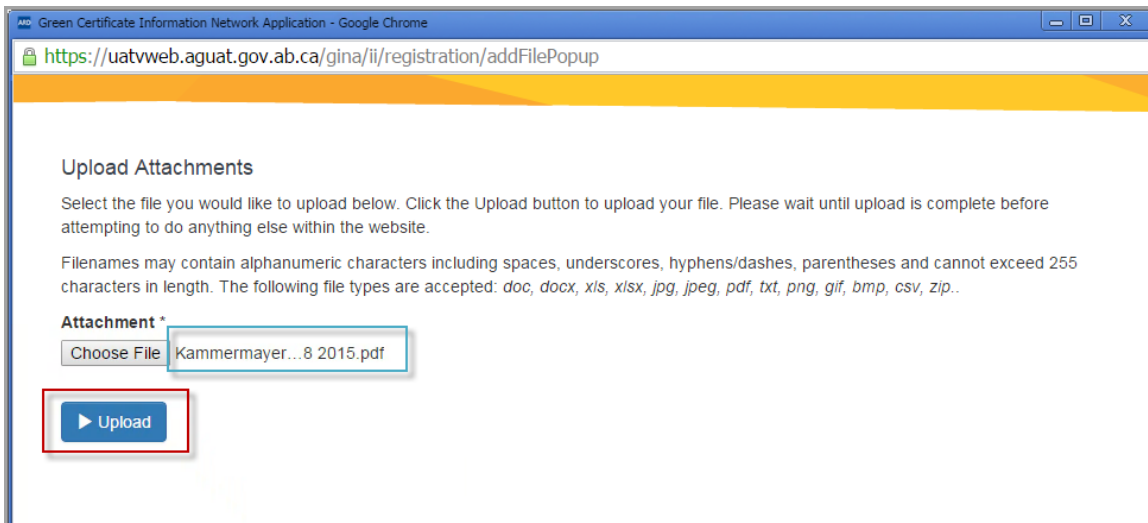 ARD Green Certificate Information Network Application - Google Chrome
https://uatvweb.aguat.gov.ab.ca/gina/ii/registration/addFilePopup
Upload Attachments
Select the file you would like to upload below. Click the Upload button to upload your file. Please wait until upload is complete before
attempting to do anything else within the website.
Filenames may contain alphanumeric characters including spaces, underscores, hyphens/dashes, parentheses and cannot exceed 255
characters in length. The following file types are accepted: doc, docx, xls, xlsx, jpg, jpeg, pdf, txt, png, gif, bmp, csv, zip..
Attachment *
Choose File Kammermayer...8 2015.pdf
Upload